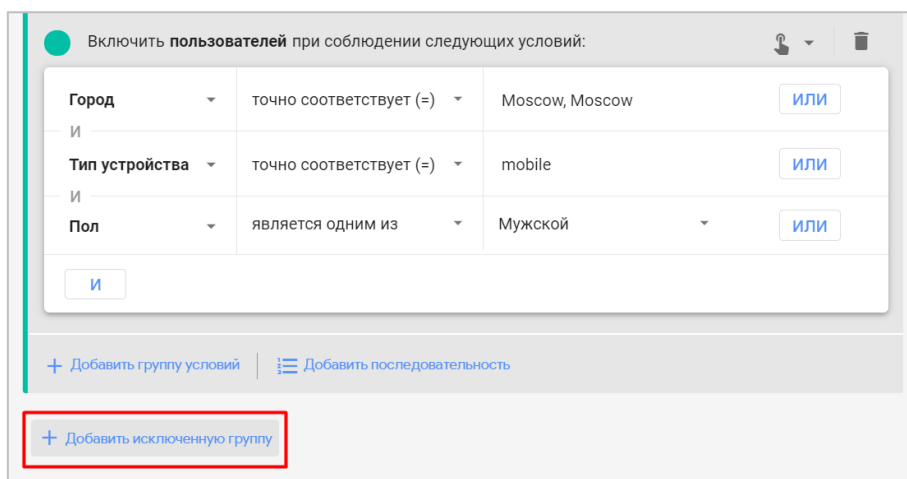 Включить пользователей при соблюдении следующих условий:
Город точно соответствует (=) Moscow, Moscow ИЛИ
И
Тип устройства точно соответствует (=) mobile ИЛИ
И
Пол является одним из Мужской ИЛИ
И
+ Добавить группу условий Добавить последовательность
+ Добавить исключенную группу